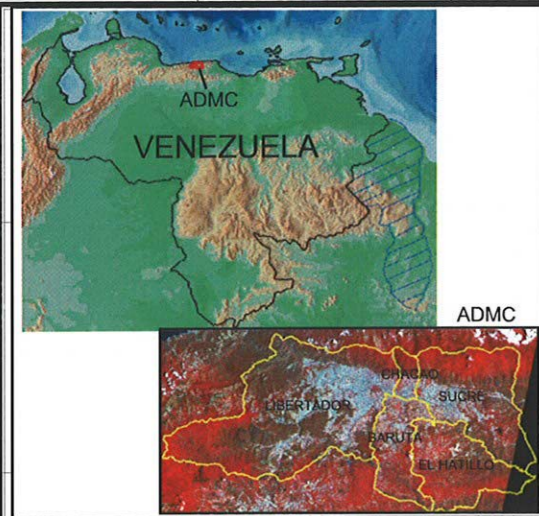 ADMC
VENEZUELA
ADMC
CHACAO
SUCRE
LIBERTADOR
BARUTA
EL HATILLO